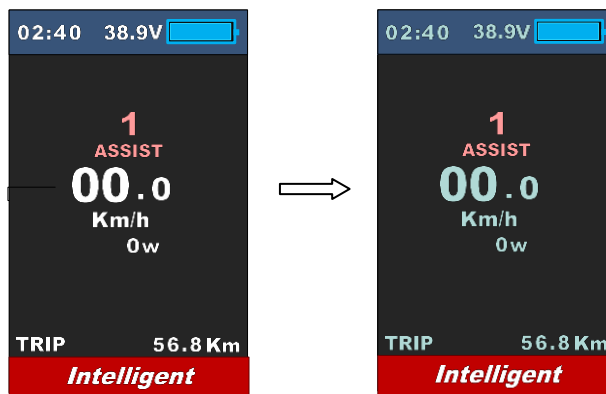 02:40 38.9V
1
ASSIST
00.0
Km/h
0w
TRIP 56.8Km
Intelligent
02:40 38.9V
1
ASSIST
00.0
Km/h
0w
TRIP 56.8Km
Intelligent